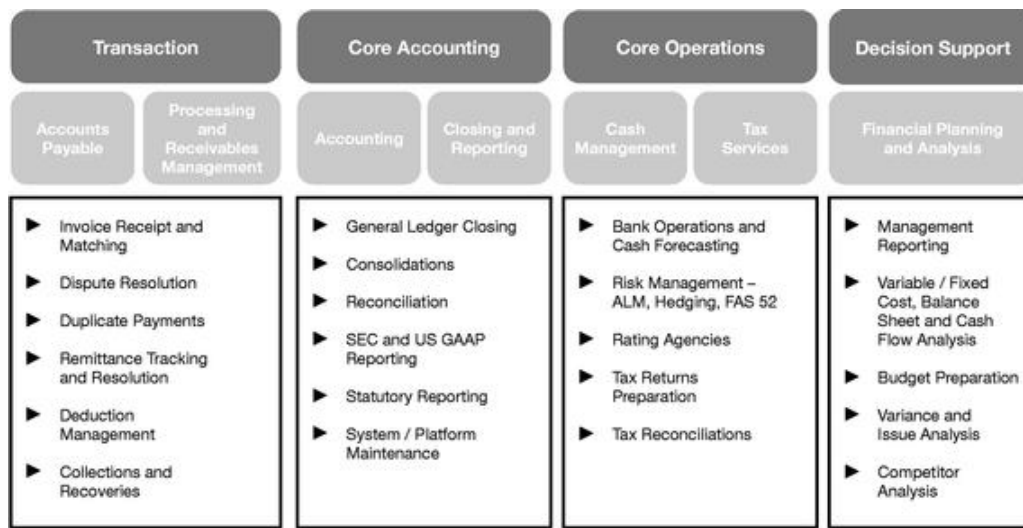 Transaction
Core Accounting
Core Operations
Decision Support
Accounts
Payable
Processing
and
Receivables
Management
Accounting
Closing and
Reporting
Cash
Management
Tax
Services
Financial Planning
and Analysis
Invoice Receipt and
Matching
Dispute Resolution
Duplicate Payments
Remittance Tracking
and Resolution
Deduction
Management
Collections and
Recoveries
General Ledger Closing
Consolidations
Reconciliation
SEC and US GAAP
Reporting
Statutory Reporting
System / Platform
Maintenance
Bank Operations and
Cash Forecasting
Risk Management –
ALM, Hedging, FAS 52
Rating Agencies
Tax Returns
Preparation
Tax Reconciliations
Management
Reporting
Variable / Fixed
Cost, Balance
Sheet and Cash
Flow Analysis
Budget Preparation
Variance and
Issue Analysis
Competitor
Analysis